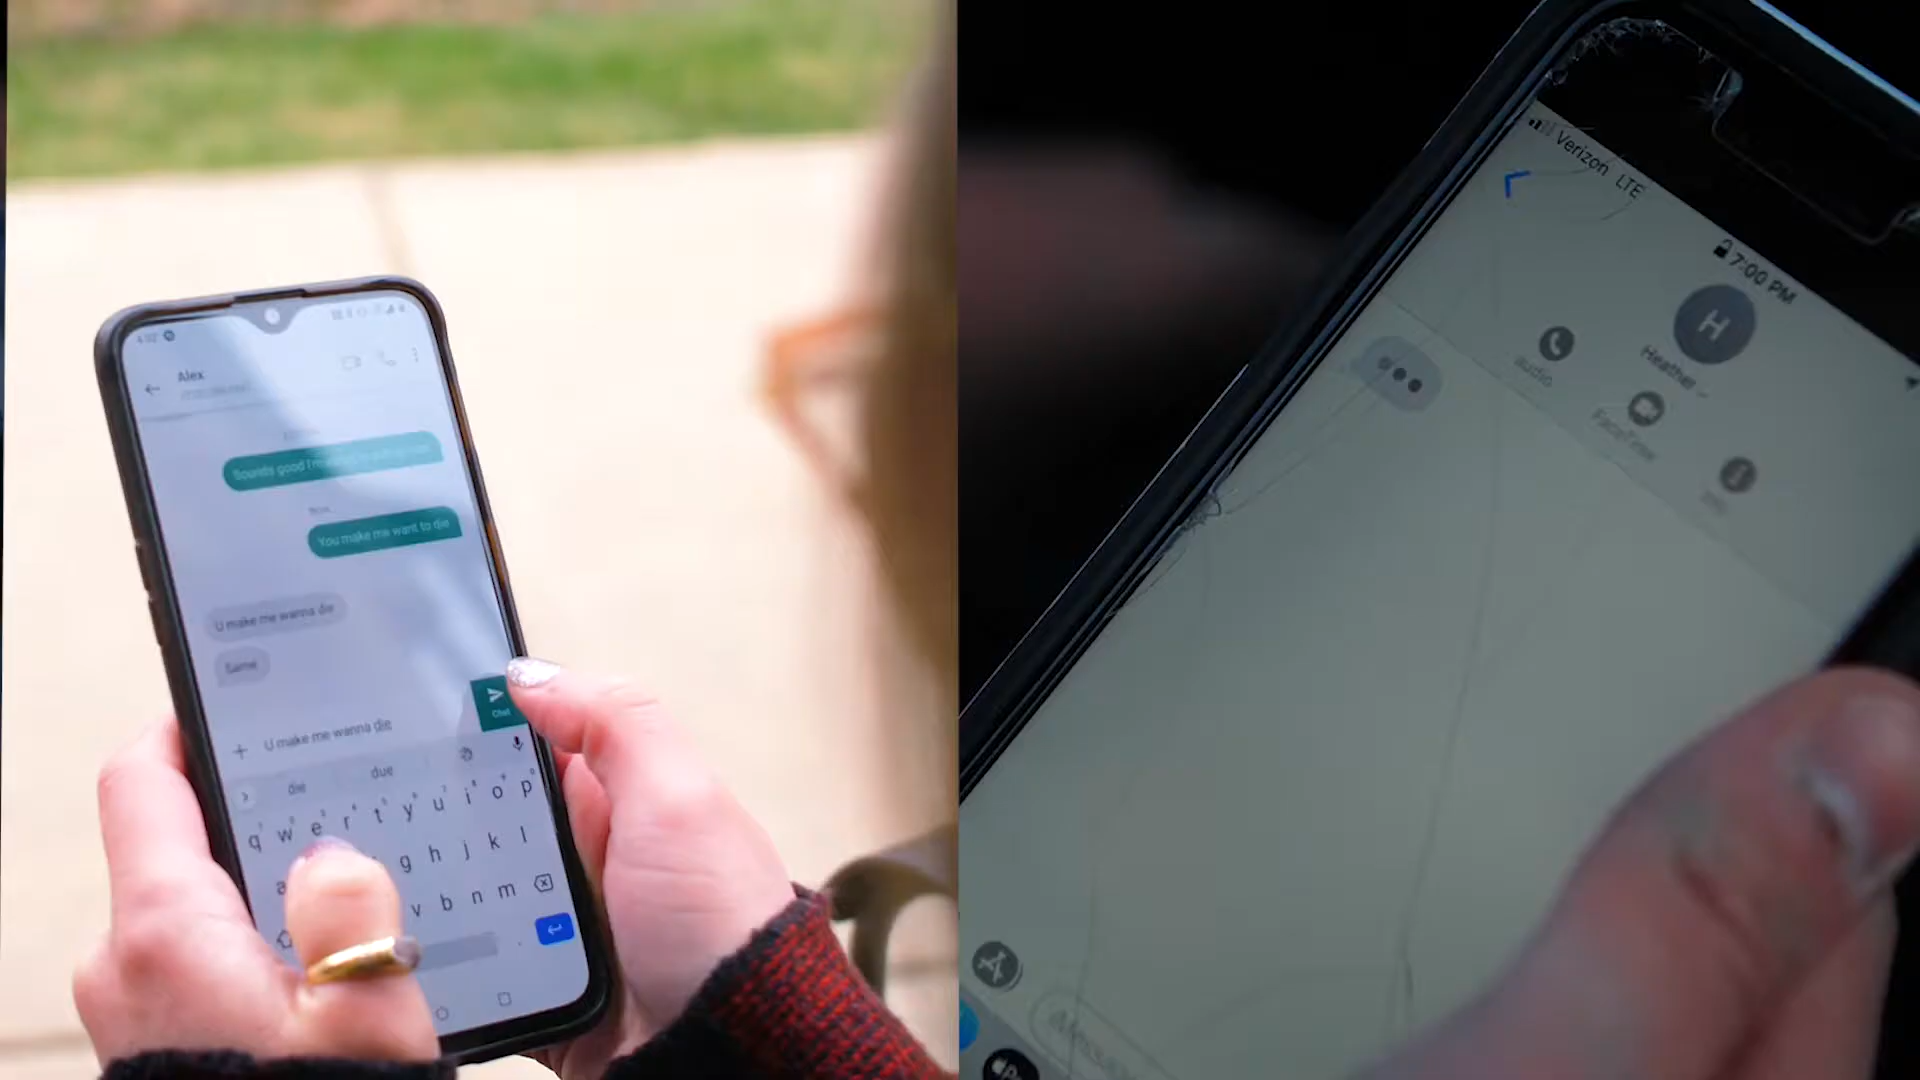 Alex
Sounds good I
You make me want to die
U make me wanna die
Same
U make me wanna die
Chat
die
due
q w e r t y u i o p
a g h j k l
v b n m
Verizon LTE
7:00 PM
H
Heather
audio
FaceTime